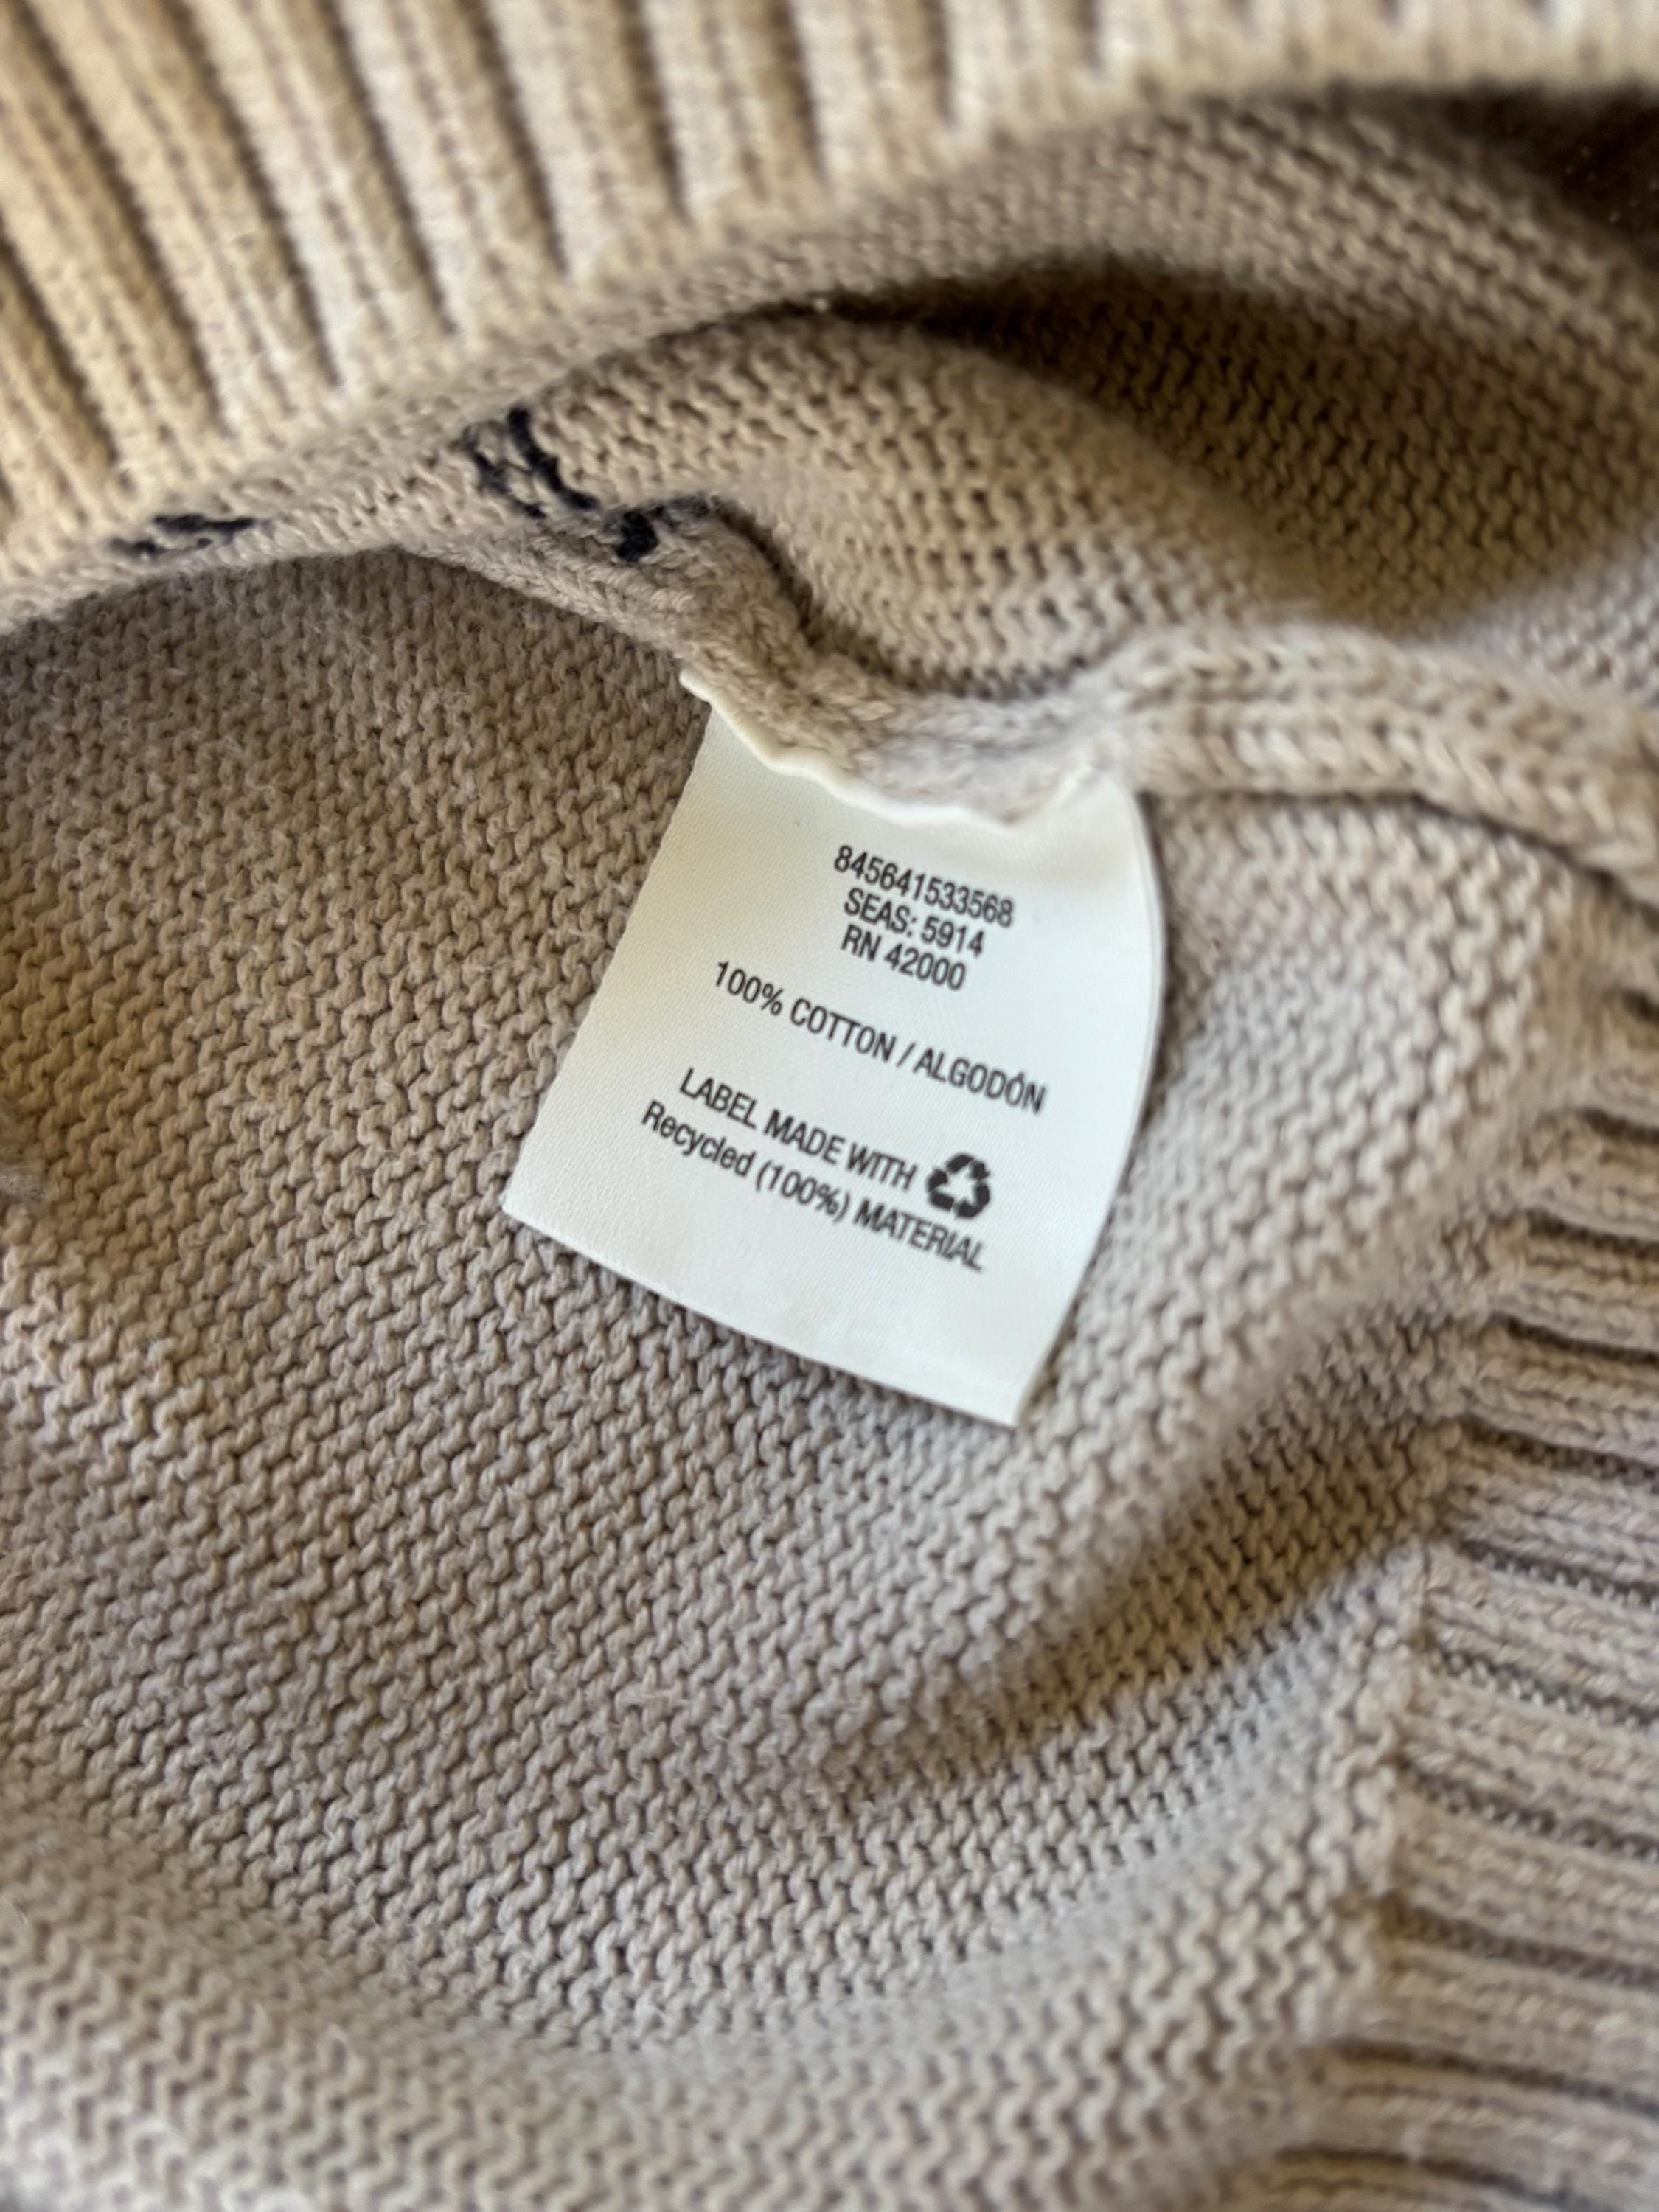 845641533568
SEAS: 5914
RN 42000
100% COTTON / ALGODÓN
LABEL MADE WITH
Recycled (100%) MATERIAL